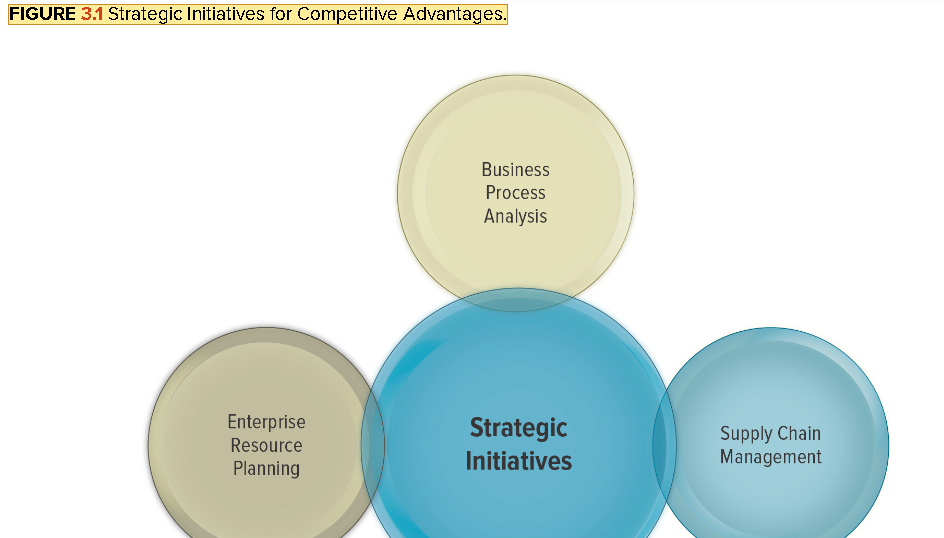 FIGURE 3.1 Strategic Initiatives for Competitive Advantages.
Business
Process
Analysis
Enterprise
Resource
Planning
Strategic
Initiatives
Supply Chain
Management